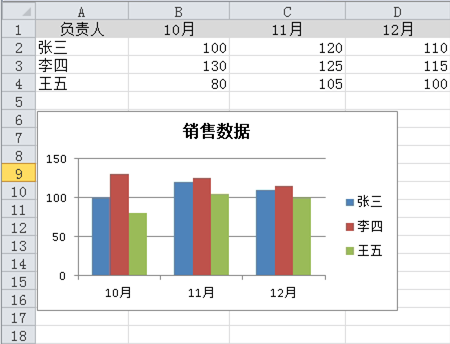 A B C D
1 负责人 10月 11月 12月
2 张三 100 120 110
3 李四 130 125 115
4 王五 80 105 100
5
6
7 销售数据
8 150
9
10 100 张三
11 李四
12 50 王五
13
14 0
15 10月 11月 12月
16
17
18